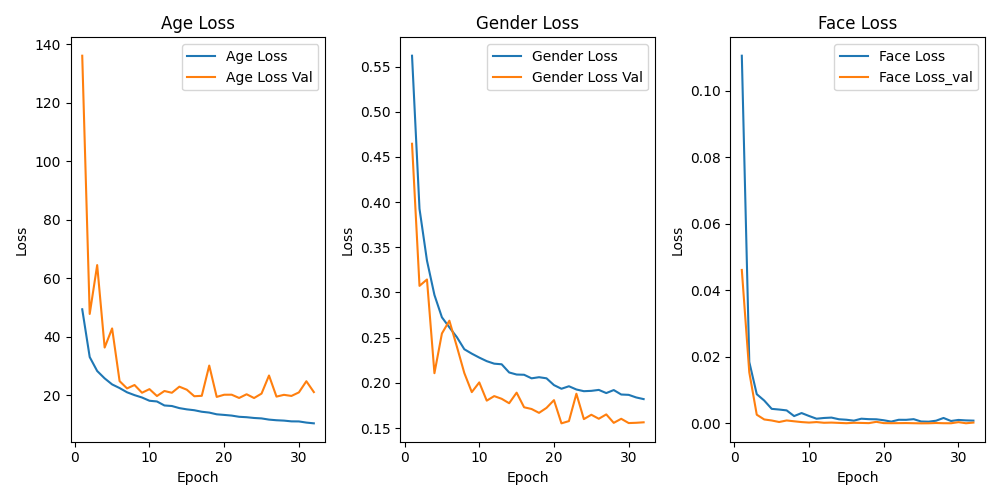 Age Loss
Age Loss
Age Loss Val
Loss
140
120
100
80
60
40
20
0
10
20
30
Epoch
Gender Loss
Gender Loss
Gender Loss Val
Loss
0.55
0.50
0.45
0.40
0.35
0.30
0.25
0.20
0.15
0
10
20
30
Epoch
Face Loss
Face Loss
Face Loss_val
Loss
0.10
0.08
0.06
0.04
0.02
0.00
0
10
20
30
Epoch